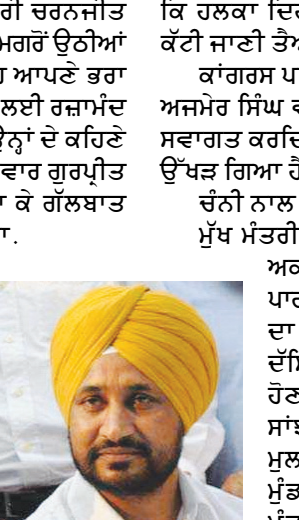 ਰੀ ਚਰਨਜੀਤ
ਮਗਰੋਂ ਉਠੀਆਂ
ਹ ਆਪਣੇ ਭਰਾ
ਲਈ ਰਜ਼ਾਮੰਦ
ਉਨ੍ਹਾਂ ਦੇ ਕਹਿਣੇ
ਵਾਰ ਗੁਰਪ੍ਰੀਤ
ਾ ਕੇ ਗੱਲਬਾਤ
ਾ.
ਕਿ ਹਲਕਾ ਦਿ
ਕੱਟੀ ਜਾਣੀ ਤੈਅ
ਕਾਂਗਰਸ ਪਾ
ਅਜਮੇਰ ਸਿੰਘ
ਸਵਾਗਤ ਕਰਦਿ
ਉੱਖੜ ਗਿਆ ਹੈ
ਚੰਨੀ ਨਾਲ
ਮੁੱਖ ਮੰਤਰੀ
ਅਕ
ਪਾਰ
ਦਾ
ਦੱਸਿ
ਹੋਣ
ਸਾਂਝ
ਮੁਲ
ਮੁੰਡ